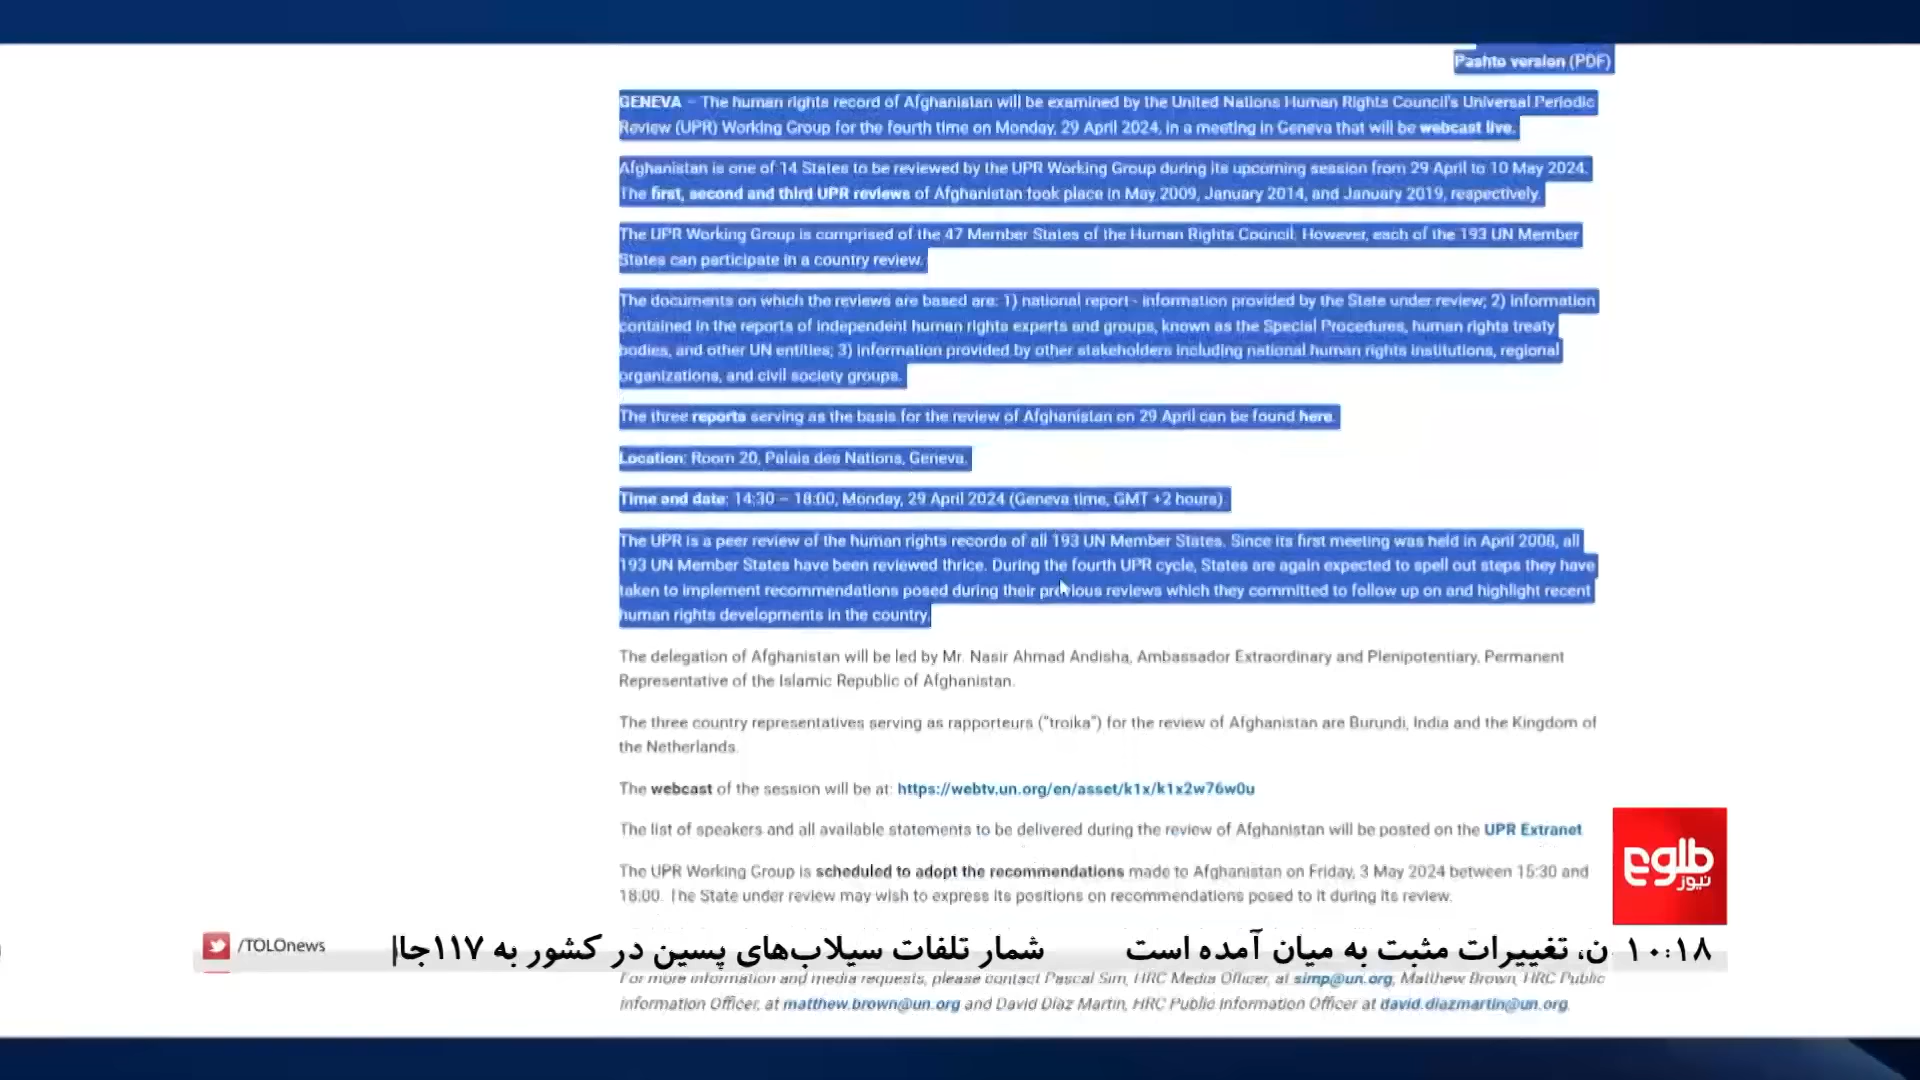 Pashto version (PDF)
GENEVA – The human rights record of Afghanistan will be examined by the United Nations Human Rights Council's Universal Periodic
Review (UPR) Working Group for the fourth time on Monday, 29 April 2024, in a meeting in Geneva that will be webcast live.
Afghanistan is one of 14 States to be reviewed by the UPR Working Group during its upcoming session from 29 April to 10 May 2024.
The first, second and third UPR reviews of Afghanistan took place in May 2009, January 2014, and January 2019, respectively.
The UPR Working Group is comprised of the 47 Member States of the Human Rights Council. However, each of the 193 UN Member
States can participate in a country review.
The documents on which the reviews are based are: 1) national report - information provided by the State under review; 2) information
contained in the reports of independent human rights experts and groups, known as the Special Procedures, human rights treaty
bodies, and other UN entities; 3) information provided by other stakeholders including national human rights institutions, regional
organizations, and civil society groups.
The three reports serving as the basis for the review of Afghanistan on 29 April can be found here.
Location: Room 20, Palais des Nations, Geneva.
Time and date: 14:30 – 18:00, Monday, 29 April 2024 (Geneva time, GMT +2 hours).
The UPR is a peer review of the human rights records of all 193 UN Member States. Since its first meeting was held in April 2008, all
193 UN Member States have been reviewed thrice. During the fourth UPR cycle, States are again expected to spell out steps they have
taken to implement recommendations posed during their previous reviews which they committed to follow up on and highlight recent
human rights developments in the country.
The delegation of Afghanistan will be led by Mr. Nasir Ahmad Andisha, Ambassador Extraordinary and Plenipotentiary, Permanent
Representative of the Islamic Republic of Afghanistan.
The three country representatives serving as rapporteurs ("troika") for the review of Afghanistan are Burundi, India and the Kingdom of
the Netherlands.
The webcast of the session will be at: https://webtv.un.org/en/asset/k1x/k1x2w76w0u
The list of speakers and all available statements to be delivered during the review of Afghanistan will be posted on the UPR Extranet
The UPR Working Group is scheduled to adopt the recommendations made to Afghanistan on Friday, 3 May 2024 between 15:30 and
18:00. The State under review may wish to express its positions on recommendations posed to it during its review.
طلوع
نیوز
۱۰:۱۸ ن، تغییرات مثبت به میان آمده است شمار تلفات سیلاب‌های پسین در کشور به ۱۱۷جا
/TOLOnews
For more information and media requests, please contact Pascal Sim, HRC Media Officer, at simp@un.org; Matthew Brown, HRC Public
Information Officer, at matthew.brown@un.org and David Díaz Martín, HRC Public Information Officer at david.diazmartin@un.org.